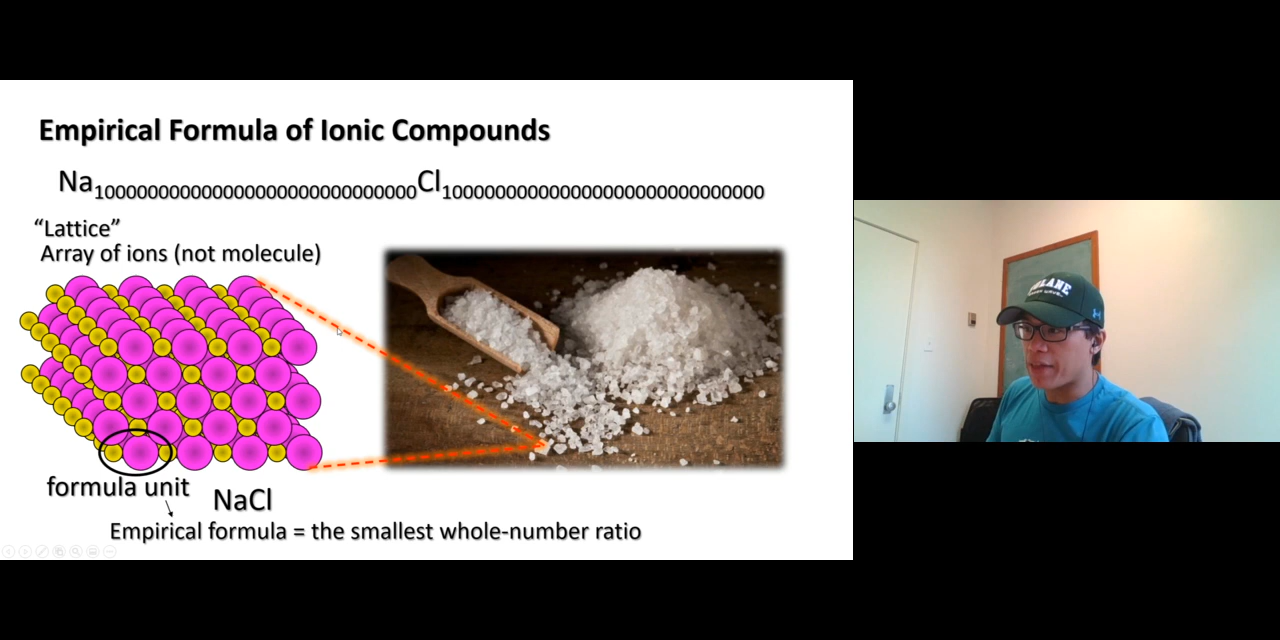 Empirical Formula of Ionic Compounds
Na1000000000000000000000000000000Cl1000000000000000000000000000000
“Lattice”
Array of ions (not molecule)
formula unit
NaCl
Empirical formula = the smallest whole-number ratio